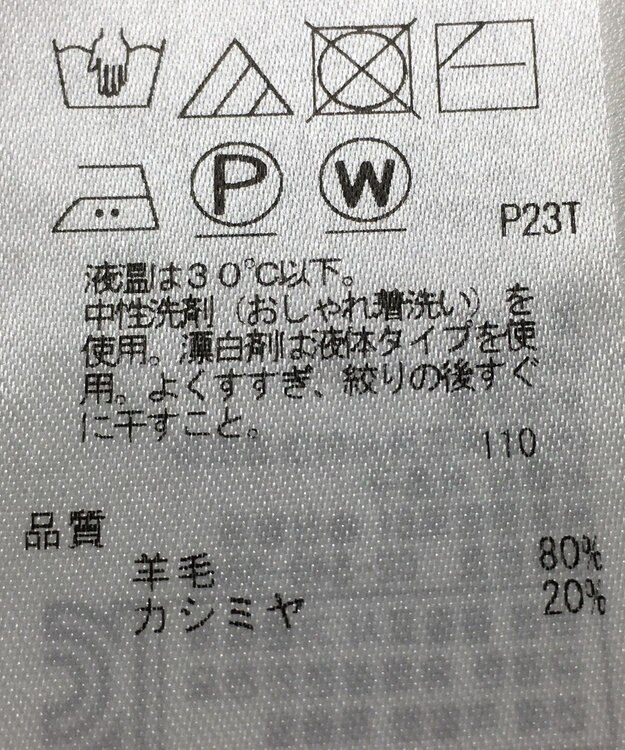 P W P23T
液温は30℃以下。
中性洗剤（おしゃれ着洗い）を
使用。漂白剤は液体タイプを使
用。よくすすぎ、絞りの後すぐ
に干すこと。
110
品質
羊毛 80%
カシミヤ 20%